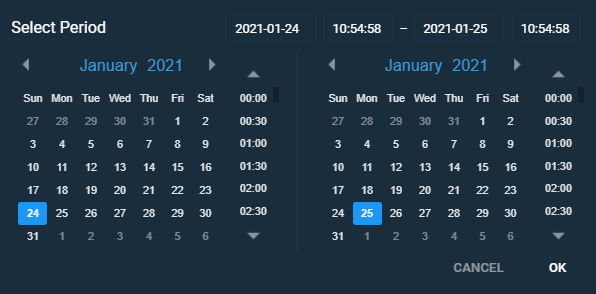 Select Period 2021-01-24 10:54:58 – 2021-01-25 10:54:58
January 2021 January 2021
Sun Mon Tue Wed Thu Fri Sat 00:00 Sun Mon Tue Wed Thu Fri Sat 00:00
27 28 29 30 31 1 2 00:30 27 28 29 30 31 1 2 00:30
3 4 5 6 7 8 9 01:00 3 4 5 6 7 8 9 01:00
10 11 12 13 14 15 16 01:30 10 11 12 13 14 15 16 01:30
17 18 19 20 21 22 23 02:00 17 18 19 20 21 22 23 02:00
24 25 26 27 28 29 30 02:30 24 25 26 27 28 29 30 02:30
31 1 2 3 4 5 6 31 1 2 3 4 5 6
CANCEL OK